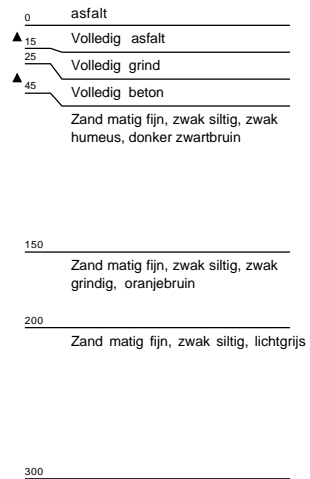 0 asfalt
15 Volledig asfalt
25 Volledig grind
45 Volledig beton
Zand matig fijn, zwak siltig, zwak
humeus, donker zwartbruin
150
Zand matig fijn, zwak siltig, zwak
grindig, oranjebruin
200
Zand matig fijn, zwak siltig, lichtgrijs
300